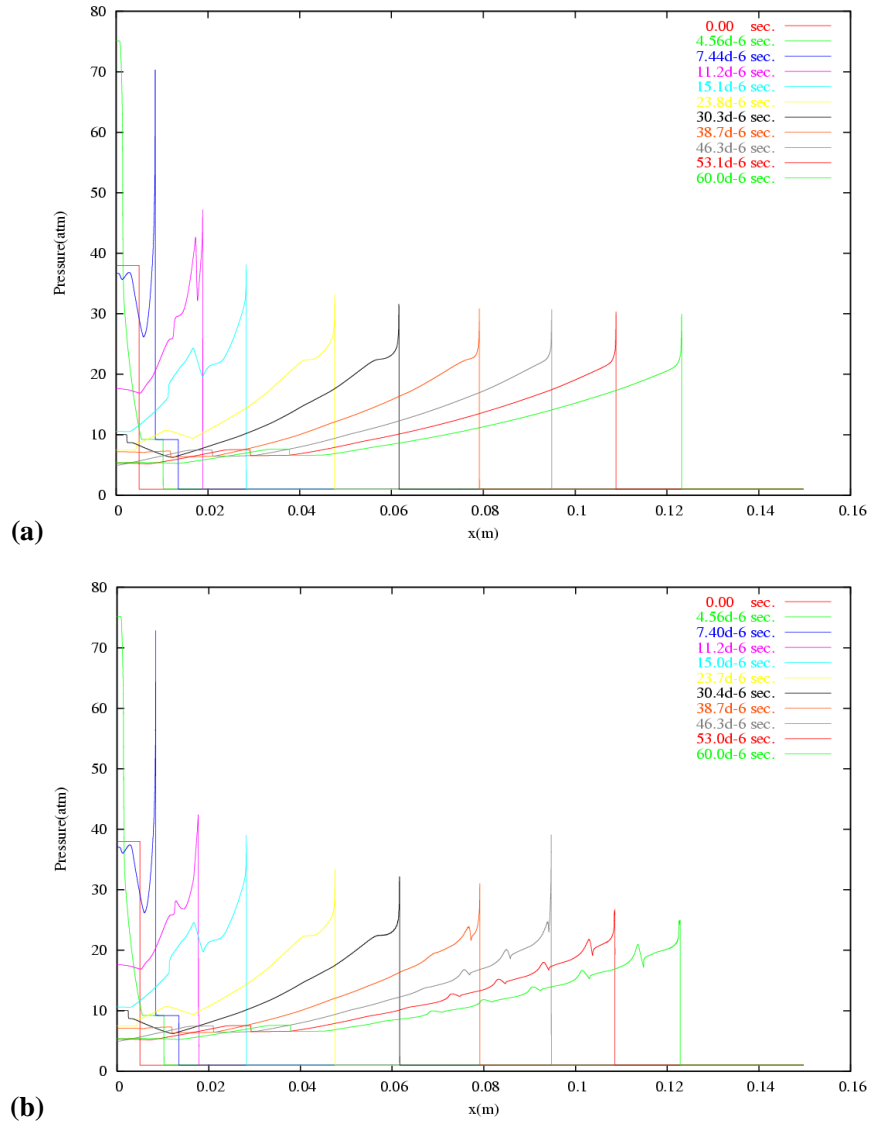 80
70
60
50
40
30
20
10
0
Pressure(atm)
0.00 sec.
4.56d-6 sec.
7.44d-6 sec.
11.2d-6 sec.
15.1d-6 sec.
23.8d-6 sec.
30.3d-6 sec.
38.7d-6 sec.
46.3d-6 sec.
53.1d-6 sec.
60.0d-6 sec.
0 0.02 0.04 0.06 0.08 0.1 0.12 0.14 0.16
x(m)
(a)
80
70
60
50
40
30
20
10
0
Pressure(atm)
0.00 sec.
4.56d-6 sec.
7.40d-6 sec.
11.2d-6 sec.
15.0d-6 sec.
23.7d-6 sec.
30.4d-6 sec.
38.7d-6 sec.
46.3d-6 sec.
53.0d-6 sec.
60.0d-6 sec.
0 0.02 0.04 0.06 0.08 0.1 0.12 0.14 0.16
x(m)
(b)